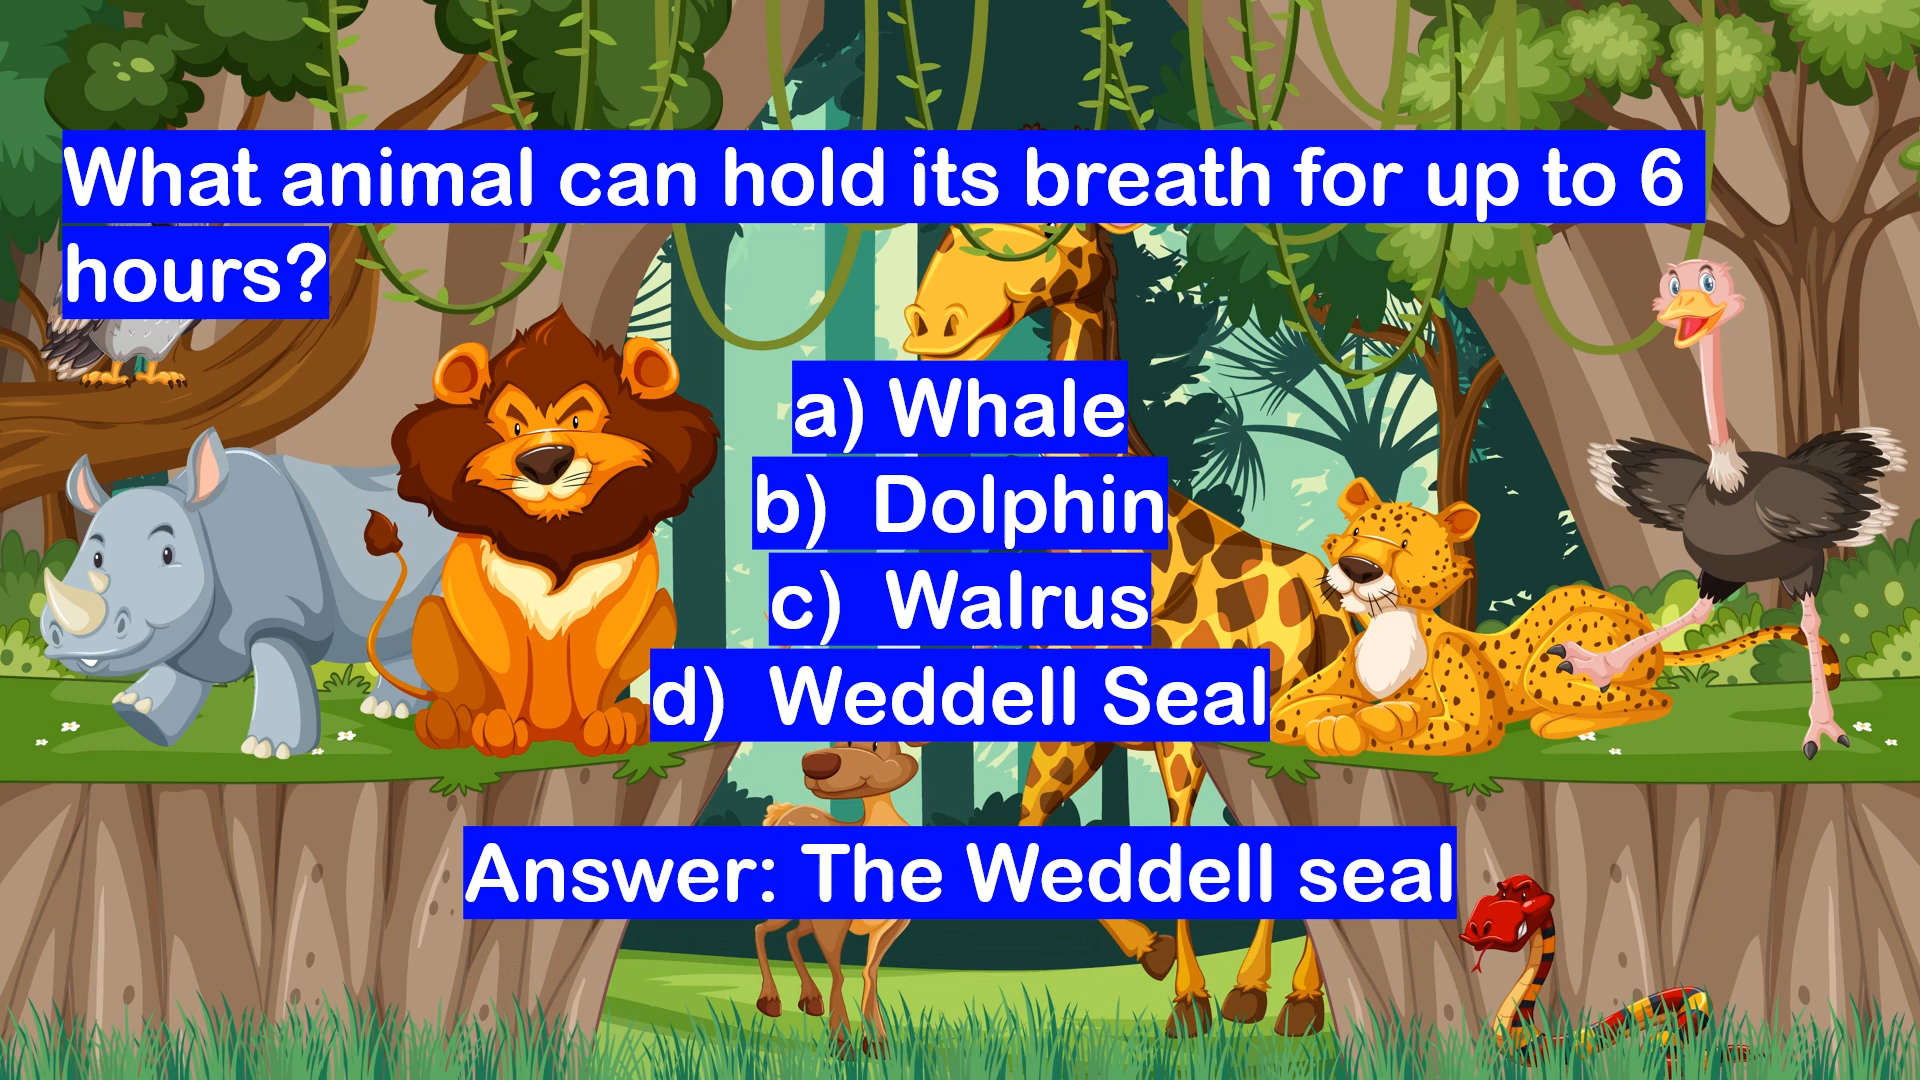 What animal can hold its breath for up to 6
hours?
a) Whale
b) Dolphin
c) Walrus
d) Weddell Seal
Answer: The Weddell seal